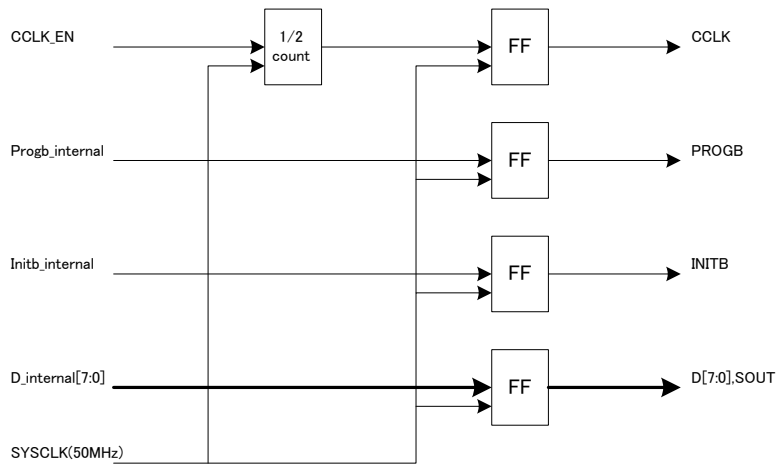 CCLK_EN
1/2
count
FF
CCLK
Progb_internal
FF
PROGB
Initb_internal
FF
INITB
D_internal[7:0]
FF
D[7:0],SOUT
SYSCLK(50MHz)